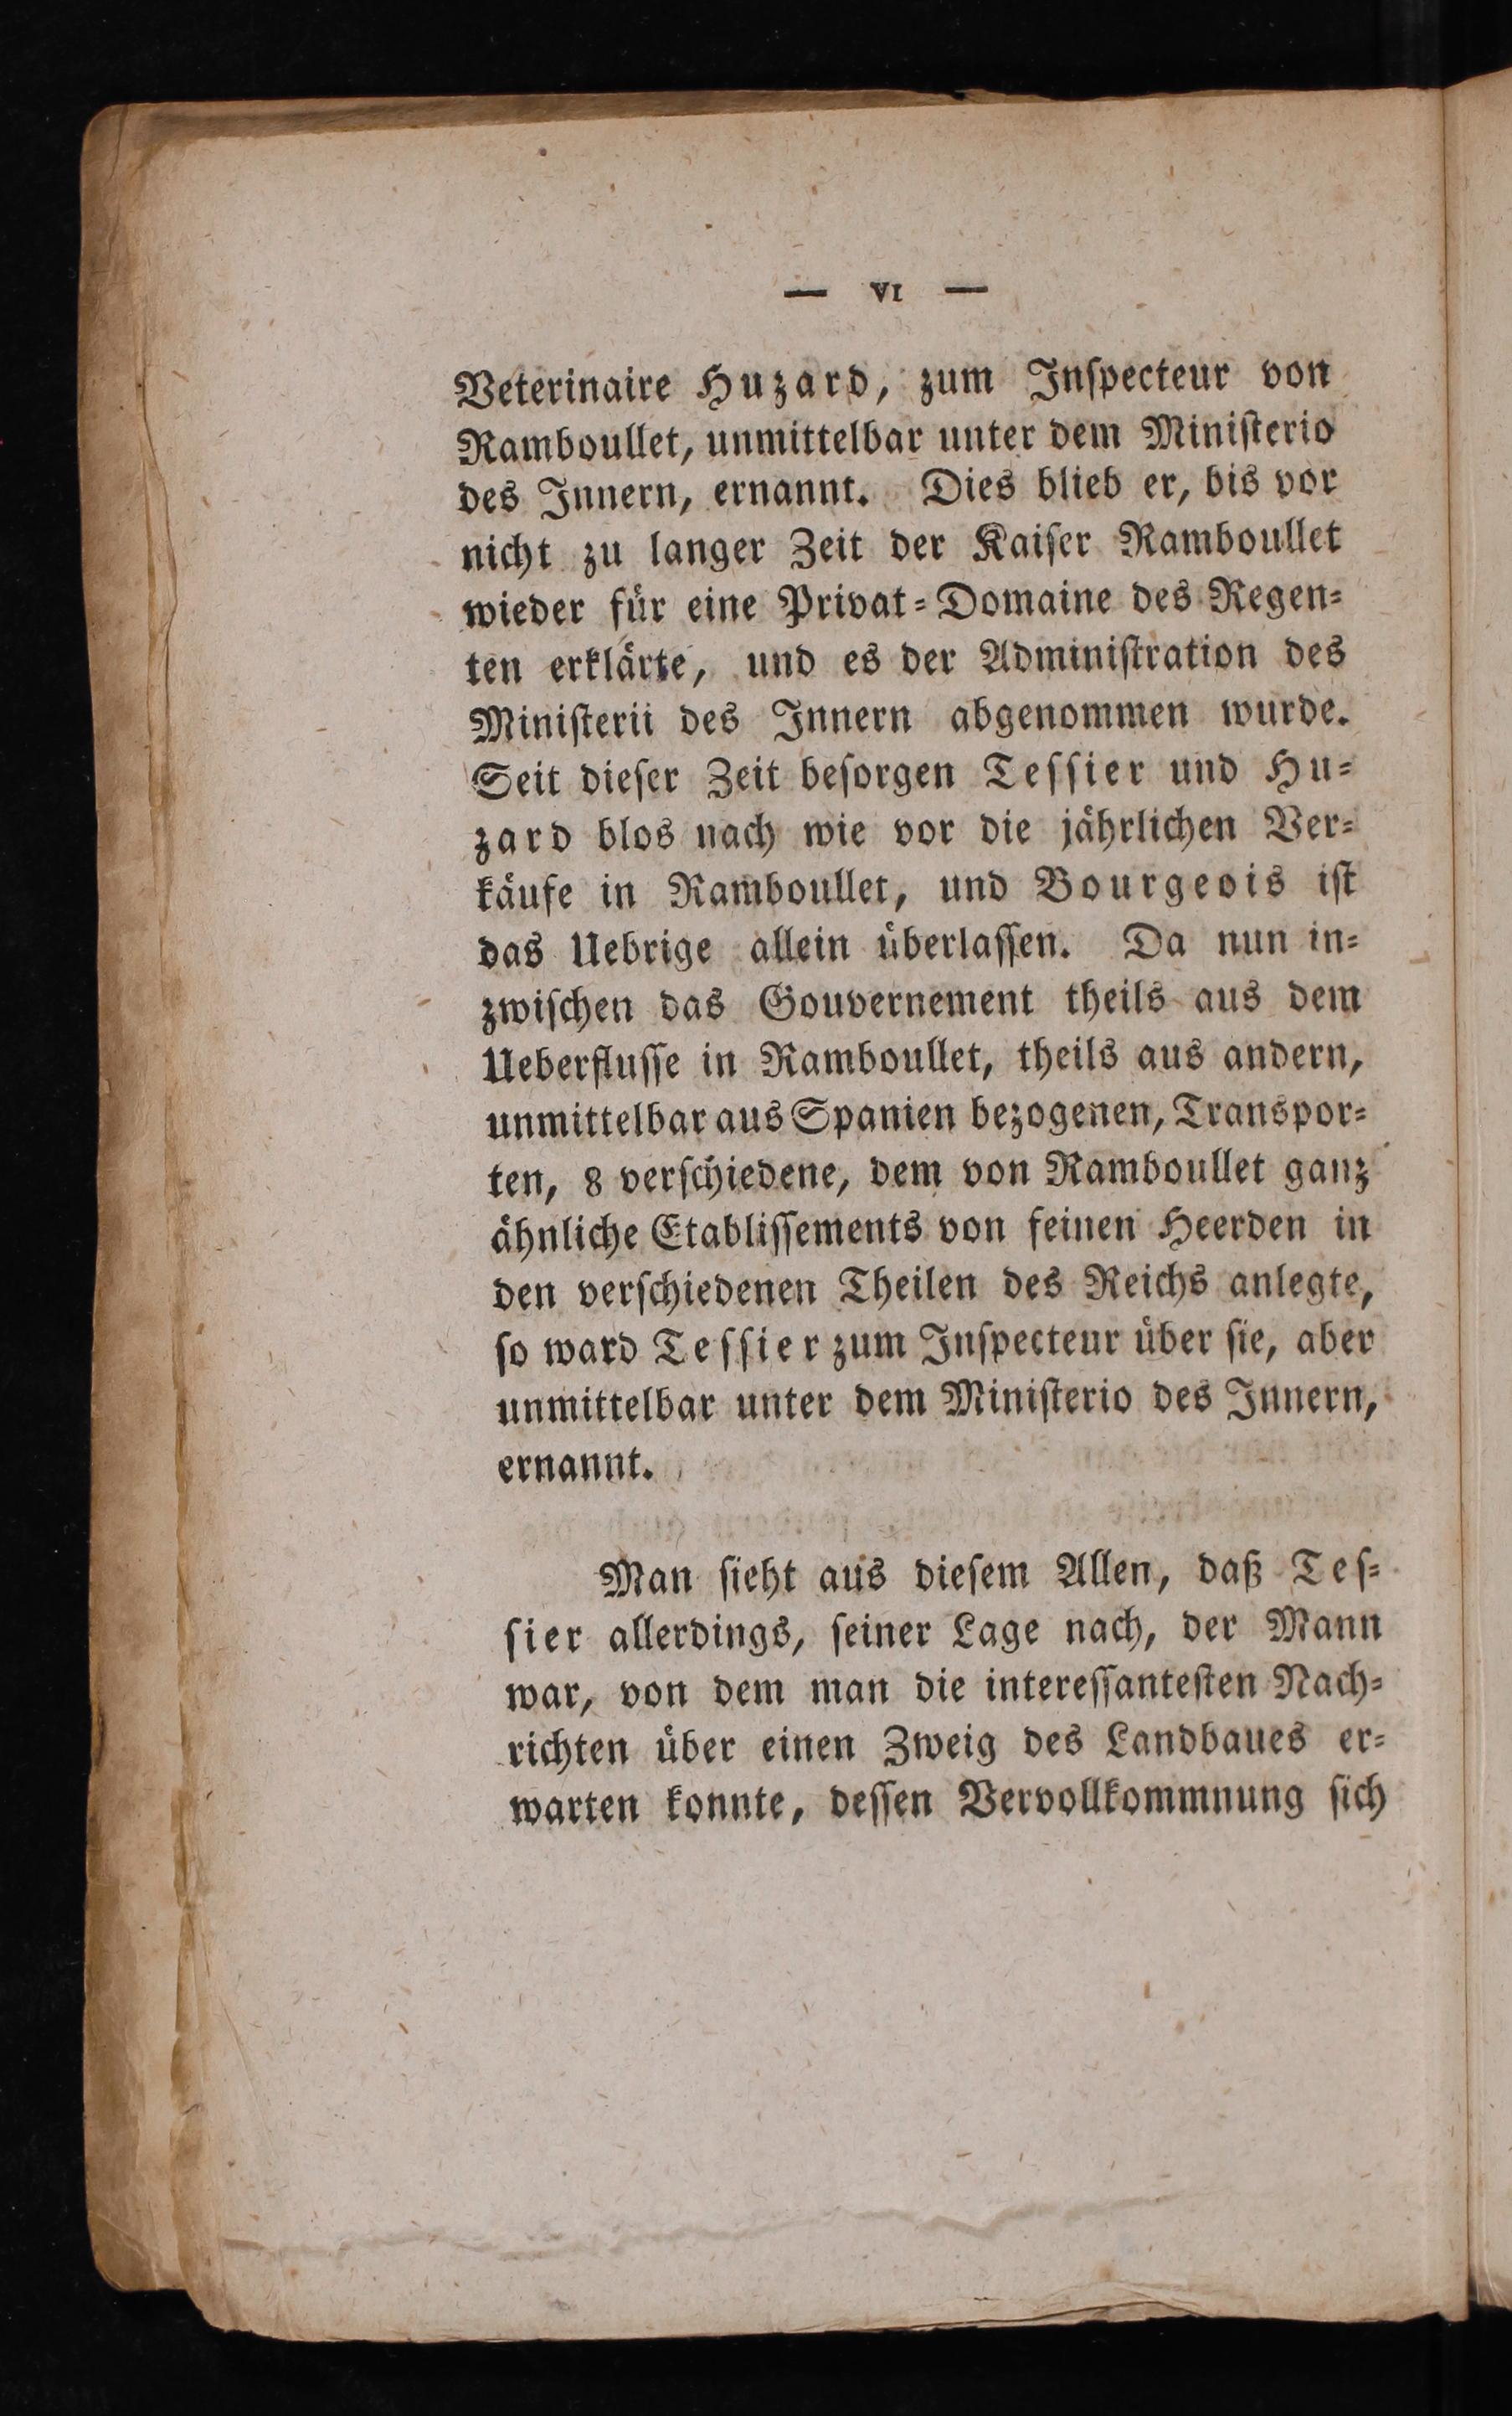 — VI —
Veterinaire Huzard, zum Inſpecteur von
Ramboullet, unmittelbar unter dem Miniſterio
des Innern, ernannt. Dies blieb er, bis vor
nicht zu langer Zeit der Kaiſer Ramboullet
wieder für eine Privat-Domaine des Regen-
ten erklärte, und es der Adminiſtration des
Miniſterii des Innern abgenommen wurde.
Seit dieſer Zeit beſorgen Teſſier und Hu-
zard blos nach wie vor die jährlichen Ver-
käufe in Ramboullet, und Bourgeois iſt
das Uebrige allein überlaſſen. Da nun in-
zwiſchen das Gouvernement theils aus dem
Ueberfluſſe in Ramboullet, theils aus andern,
unmittelbar aus Spanien bezogenen, Transpor-
ten, 8 verſchiedene, dem von Ramboullet ganz
ähnliche Etabliſſements von feinen Heerden in
den verſchiedenen Theilen des Reichs anlegte,
ſo ward Teſſier zum Inſpecteur über ſie, aber
unmittelbar unter dem Miniſterio des Innern,
ernannt.
Man ſieht aus dieſem Allen, daß Teſ-
ſier allerdings, ſeiner Lage nach, der Mann
war, von dem man die intereſſanteſten Nach-
richten über einen Zweig des Landbaues er-
warten konnte, deſſen Vervollkommnung ſich